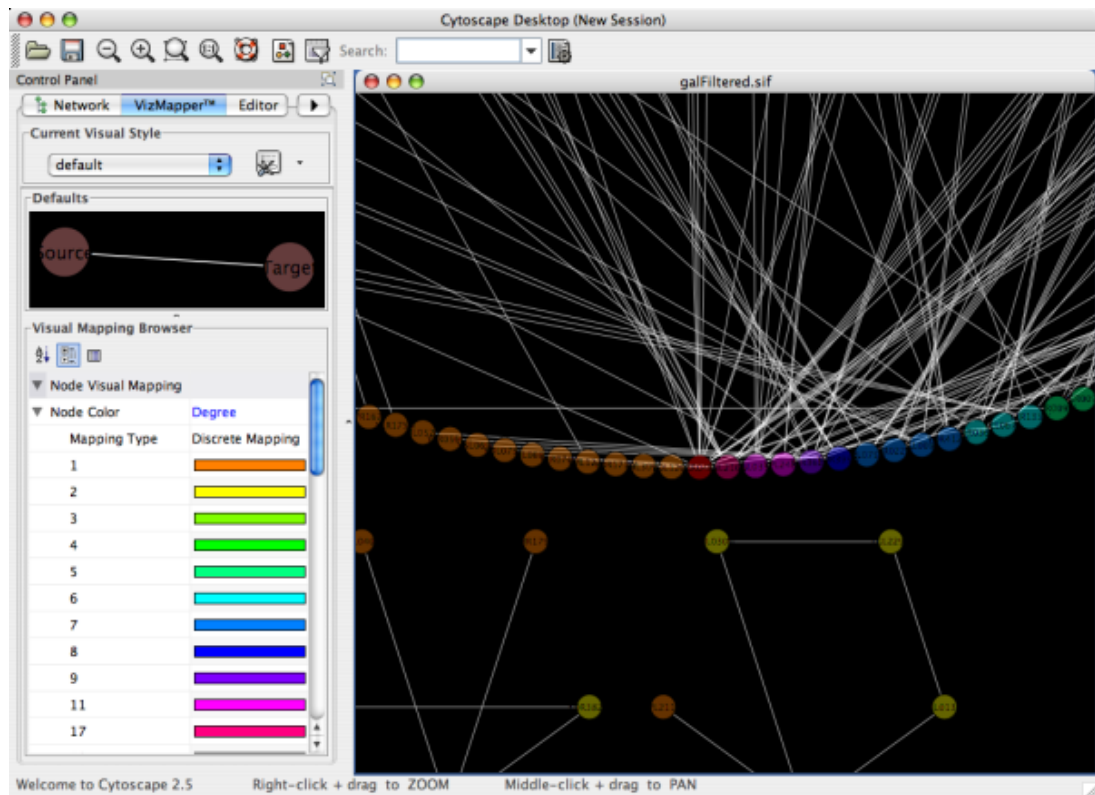 Cytoscape Desktop (New Session)
Search:
Control Panel
galFiltered.sif
Network VizMapper™ Editor
Current Visual Style
default
Defaults
Source
Target
Visual Mapping Browser
Node Visual Mapping
Node Color Degree
Mapping Type Discrete Mapping
1
2
3
4
5
6
7
8
9
11
17
Welcome to Cytoscape 2.5 Right-click + drag to ZOOM Middle-click + drag to PAN